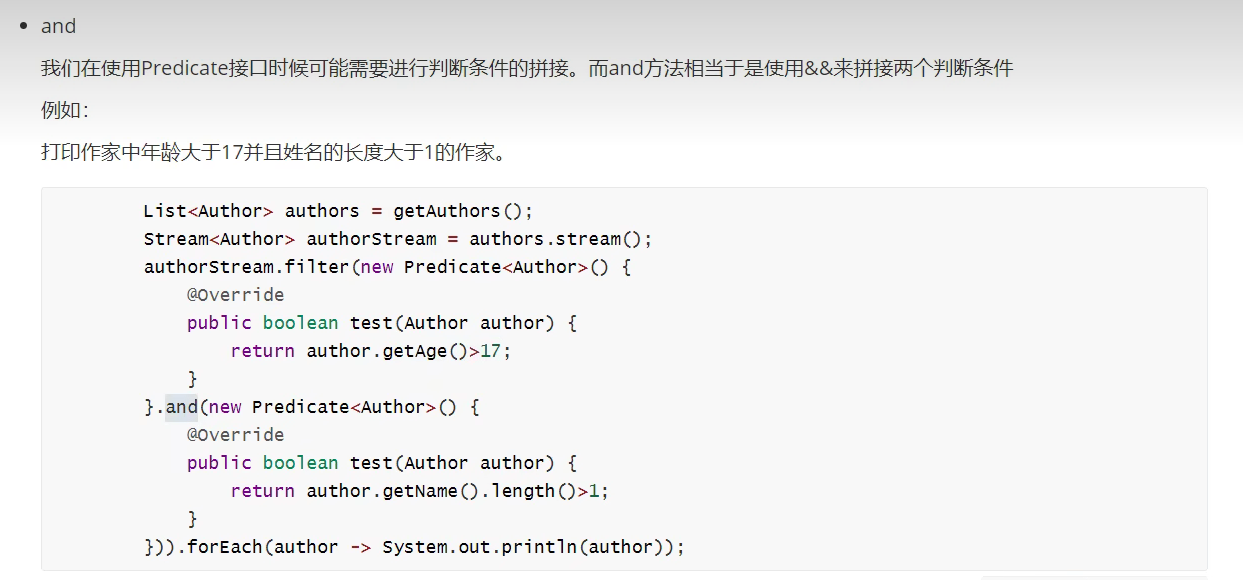 and
我们在使用Predicate接口时候可能需要进行判断条件的拼接。而and方法相当于是使用&&来拼接两个判断条件
例如：
打印作家中年龄大于17并且姓名的长度大于1的作家。
List<Author> authors = getAuthors();
Stream<Author> authorStream = authors.stream();
authorStream.filter(new Predicate<Author>() {
@Override
public boolean test(Author author) {
return author.getAge()>17;
}
}.and(new Predicate<Author>() {
@Override
public boolean test(Author author) {
return author.getName().length()>1;
}
})).forEach(author -> System.out.println(author));